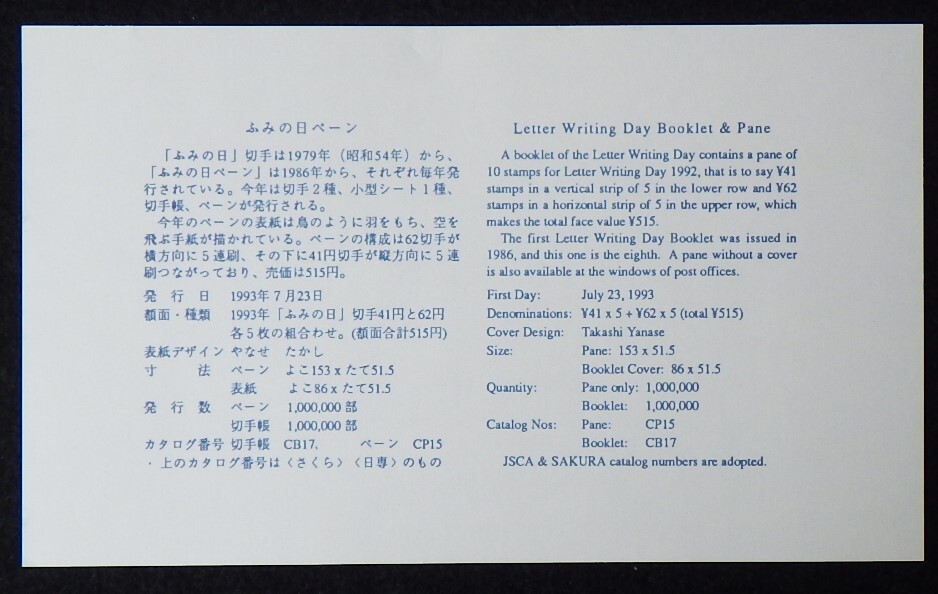 ふみの日ペーン
「ふみの日」切手は1979年（昭和54年）から、
「ふみの日ペーン」は1986年から、それぞれ毎年発
行されている。今年は切手２種、小型シート１種、
切手帳、ペーンが発行される。
今年のペーンの表紙は鳥のように羽をもち、空を
飛ぶ手紙が描かれている。ペーンの構成は62切手が
横方向に５連刷、その下に41円切手が縦方向に５連
刷つながっており、売価は515円。
発行日 1993年７月23日
額面・種類 1993年「ふみの日」切手41円と62円
各５枚の組合わせ。(額面合計515円)
表紙デザイン やなせ たかし
寸法 ペーン よこ153 x たて51.5
表紙 よこ86 x たて51.5
発行数 ペーン 1,000,000 部
切手帳 1,000,000 部
カタログ番号 切手帳 CB17、 ペーン CP15
・上のカタログ番号は〈さくら〉〈日専〉のもの
Letter Writing Day Booklet & Pane
A booklet of the Letter Writing Day contains a pane of
10 stamps for Letter Writing Day 1992, that is to say ¥41
stamps in a vertical strip of 5 in the lower row and ¥62
stamps in a horizontal strip of 5 in the upper row, which
makes the total face value ¥515.
The first Letter Writing Day Booklet was issued in
1986, and this one is the eighth. A pane without a cover
is also available at the windows of post offices.
First Day: July 23, 1993
Denominations: ¥41 x 5 + ¥62 x 5 (total ¥515)
Cover Design: Takashi Yanase
Size: Pane: 153 x 51.5
Booklet Cover: 86 x 51.5
Quantity: Pane only: 1,000,000
Booklet: 1,000,000
Catalog Nos: Pane: CP15
Booklet: CB17
JSCA & SAKURA catalog numbers are adopted.